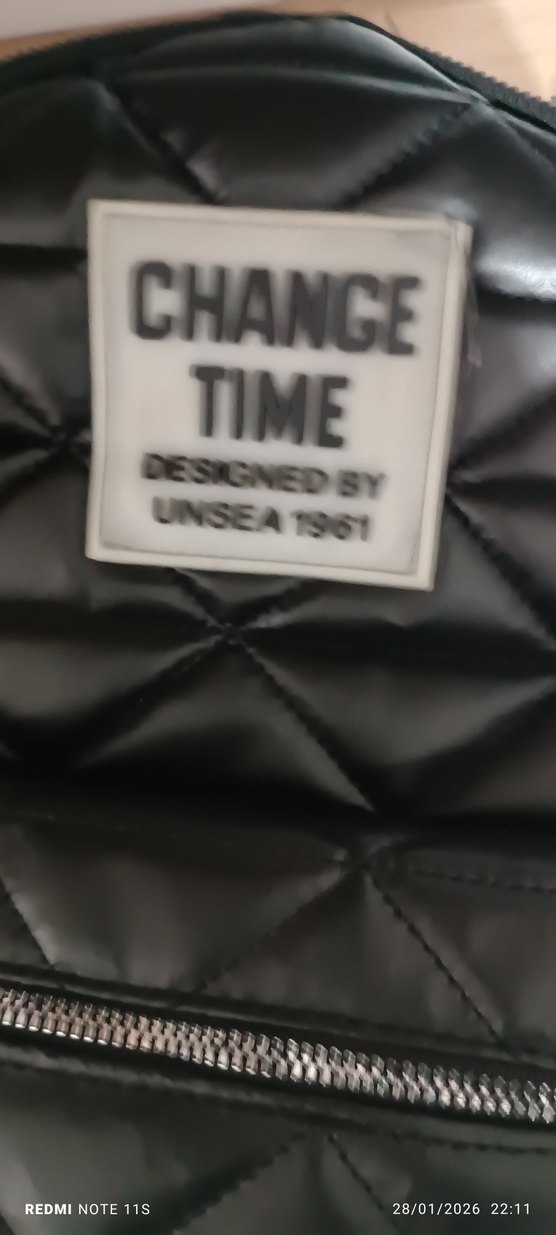 CHANGE
TIME
DESIGNED BY
UNSEA 1961
REDMI NOTE 11S
28/01/2026 22:11